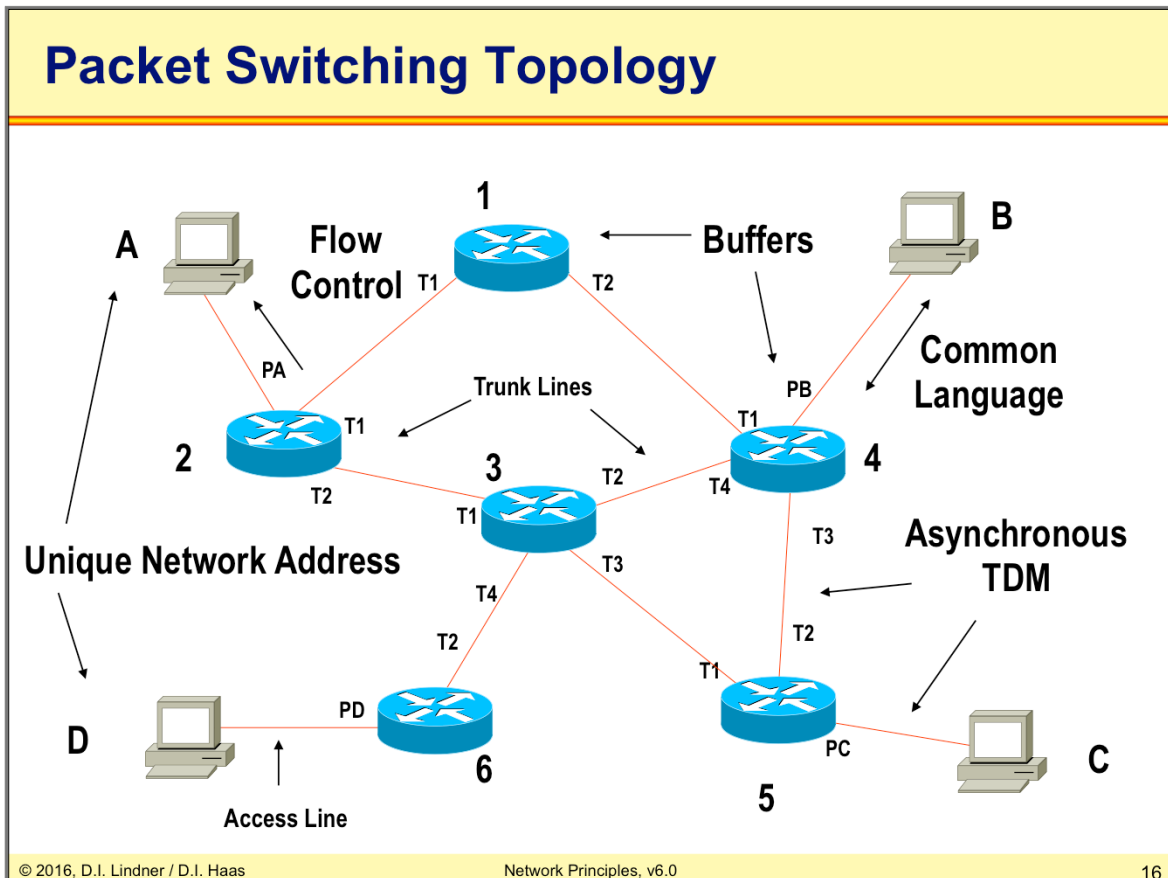 Packet Switching Topology
1
A
Flow
Control
Buffers
B
T1
T2
PA
Common
Language
PB
Trunk Lines
T1
T1
2
3
4
T2
T2
T4
T1
Unique Network Address
T3
T3
Asynchronous
TDM
T4
T2
T2
T1
D
PD
PC
C
6
5
Access Line
© 2016, D.I. Lindner / D.I. Haas
Network Principles, v6.0
16